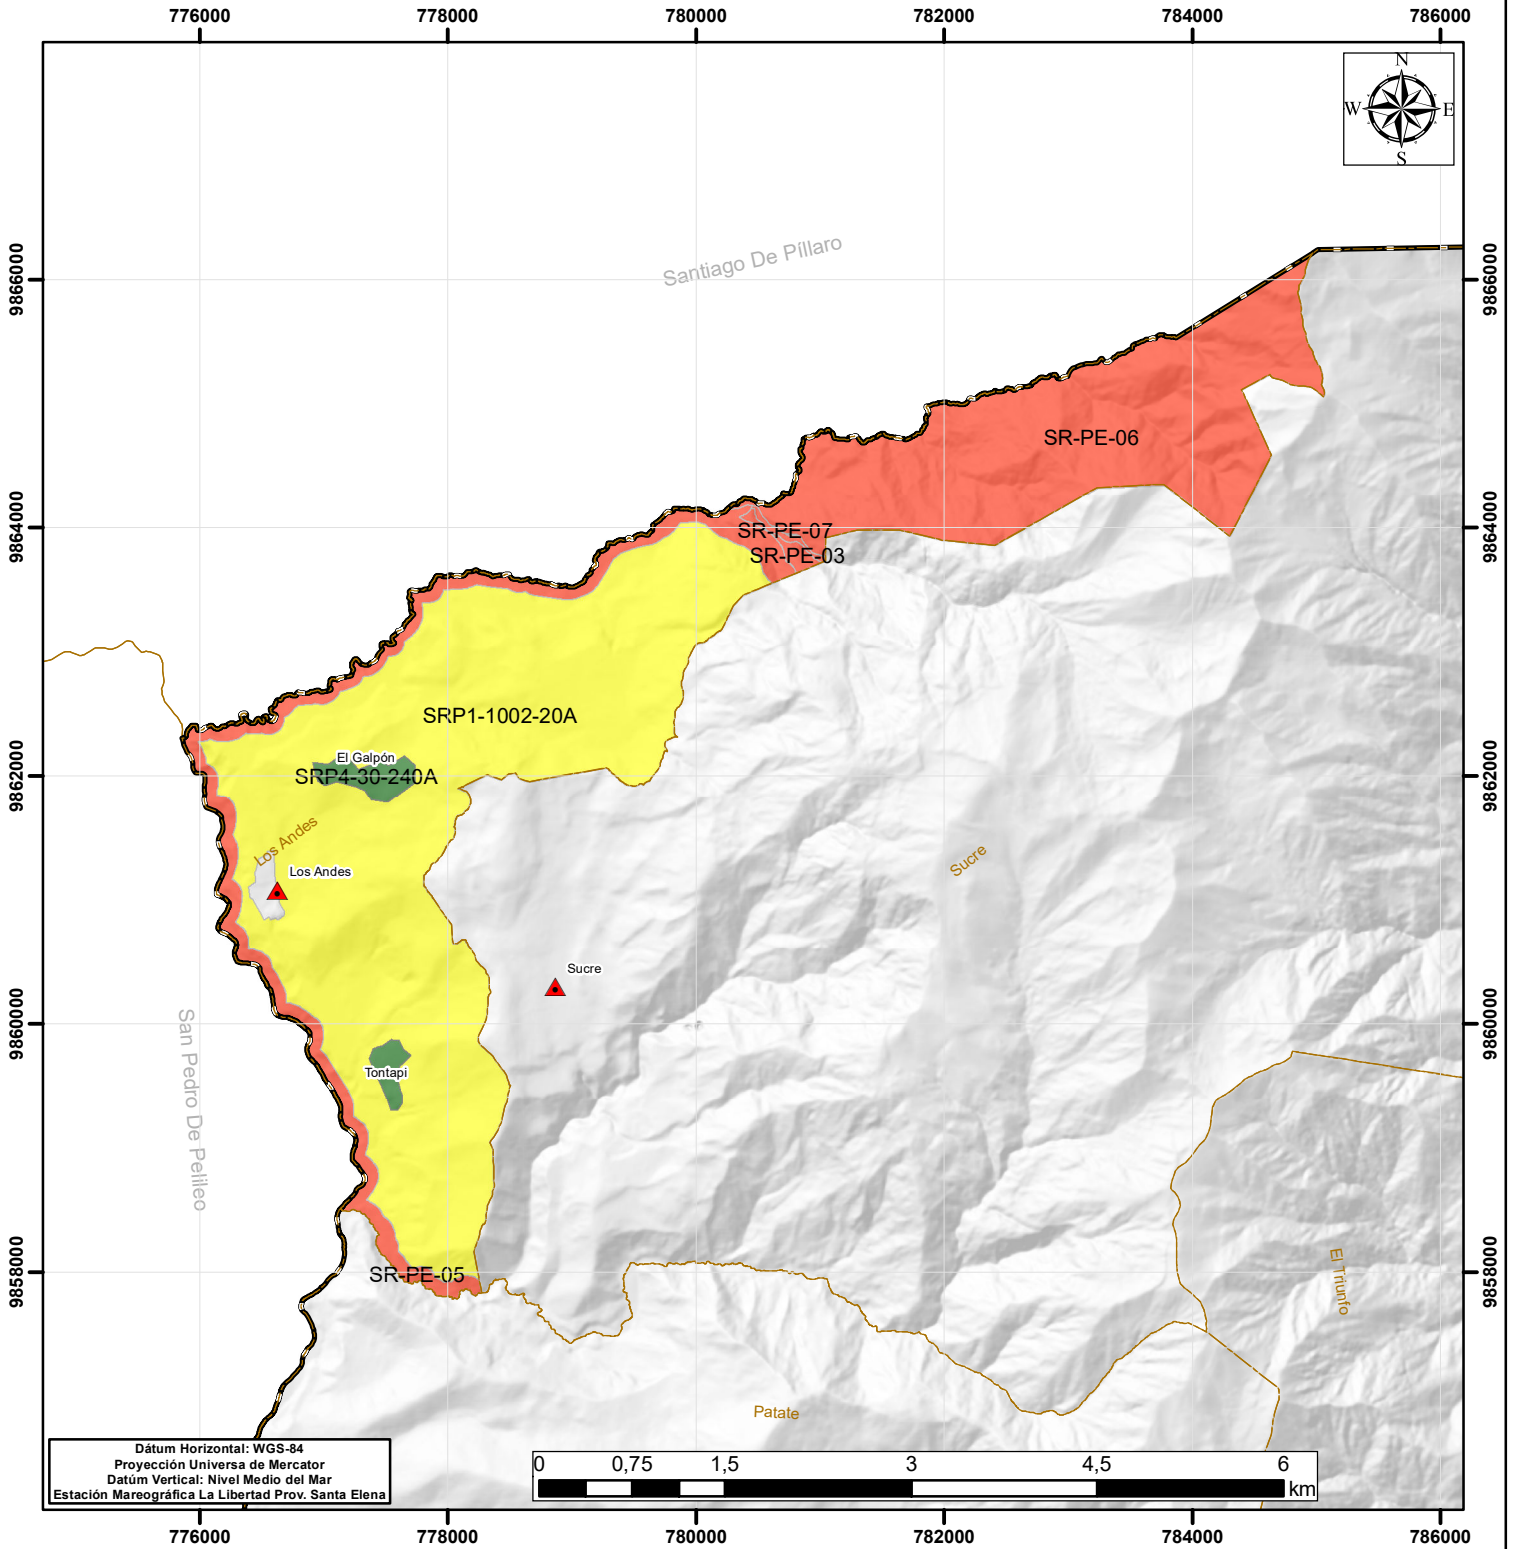 776000 778000 780000 782000 784000 786000
N
W E
S
Santiago De Píllaro
9866000 9866000
SR-PE-06
9864000 9864000
SR-PE-07
SR-PE-03
SRP1-1002-20A
El Galpón
9862000 9862000
SRP4-30-240A
Los Andes
Los Andes
Sucre
Sucre
9860000 9860000
San Pedro De Pelileo
Tontapi
9858000 9858000
SR-PE-05
El Triunfo
Patate
Dátum Horizontal: WGS-84
Proyección Universa de Mercator
Datúm Vertical: Nivel Medio del Mar
Estación Mareográfica La Libertad Prov. Santa Elena
0 0,75 1,5 3 4,5 6
km
776000 778000 780000 782000 784000 786000